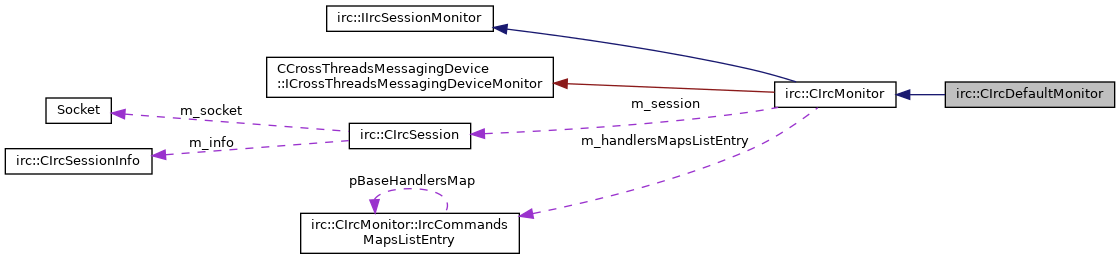 irc::IIrcSessionMonitor
CCrossThreadsMessagingDevice
::ICrossThreadsMessagingDeviceMonitor
irc::CIrcMonitor
irc::CIrcDefaultMonitor
Socket
m_socket
m_session
irc::CIrcSession
m_info
m_handlersMapsListEntry
irc::CIrcSessionInfo
pBaseHandlersMap
irc::CIrcMonitor::IrcCommands
MapsListEntry